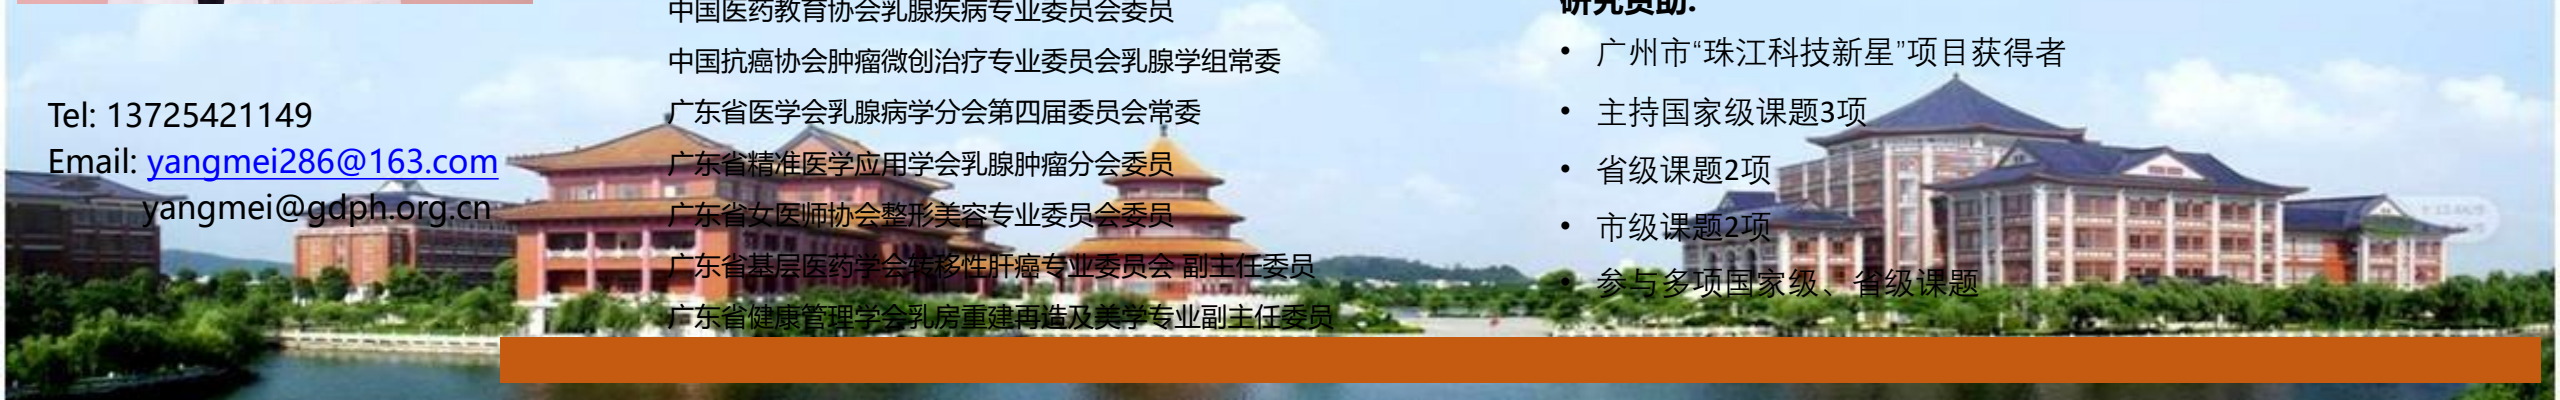 Tel: 13725421149
Email: yangmei286@163.com
yangmei@gdph.org.cn
中国医药教育协会乳腺疾病专业委员会委员
中国抗癌协会肿瘤微创治疗专业委员会乳腺学组常委
广东省医学会乳腺病学分会第四届委员会常委
广东省精准医学应用学会乳腺肿瘤分会委员
广东省女医师协会整形美容专业委员会委员
广东省基层医药学会转移性肝癌专业委员会 副主任委员
广东省健康管理学会乳房重建再造及美学专业副主任委员
研究资助:
• 广州市“珠江科技新星”项目获得者
• 主持国家级课题3项
• 省级课题2项
• 市级课题2项
• 参与多项国家级、省级课题